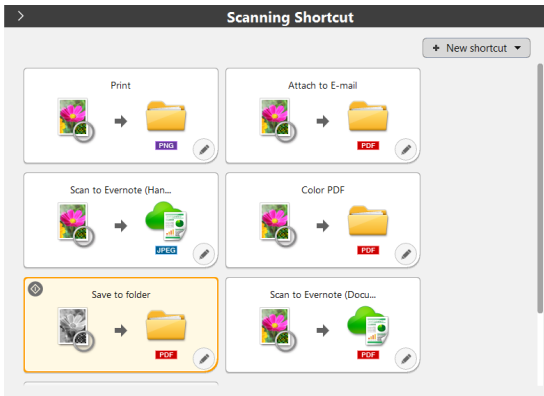 Scanning Shortcut
+ New shortcut
Print
PNG
Attach to E-mail
PDF
Scan to Evernote (Han...
JPEG
Color PDF
PDF
Save to folder
PDF
Scan to Evernote (Docu...
PDF